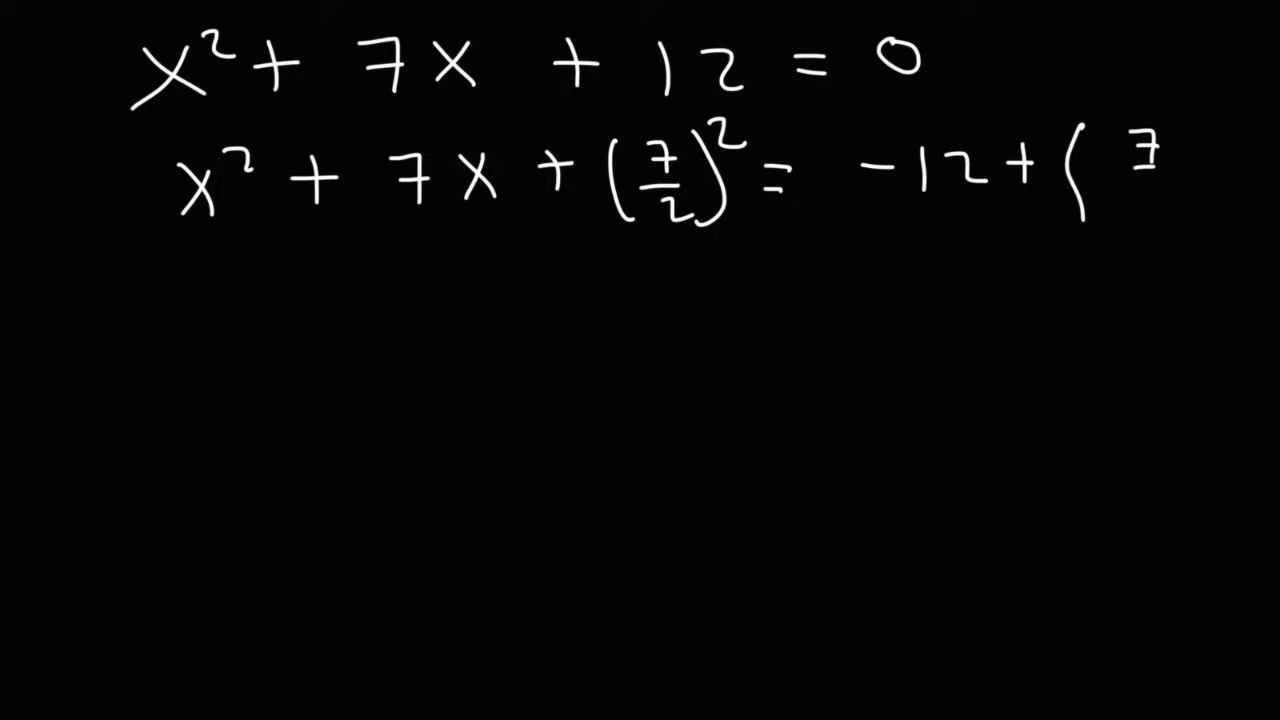 x² + 7x + 12 = 0
x² + 7x + (7/2)² = -12 + (7